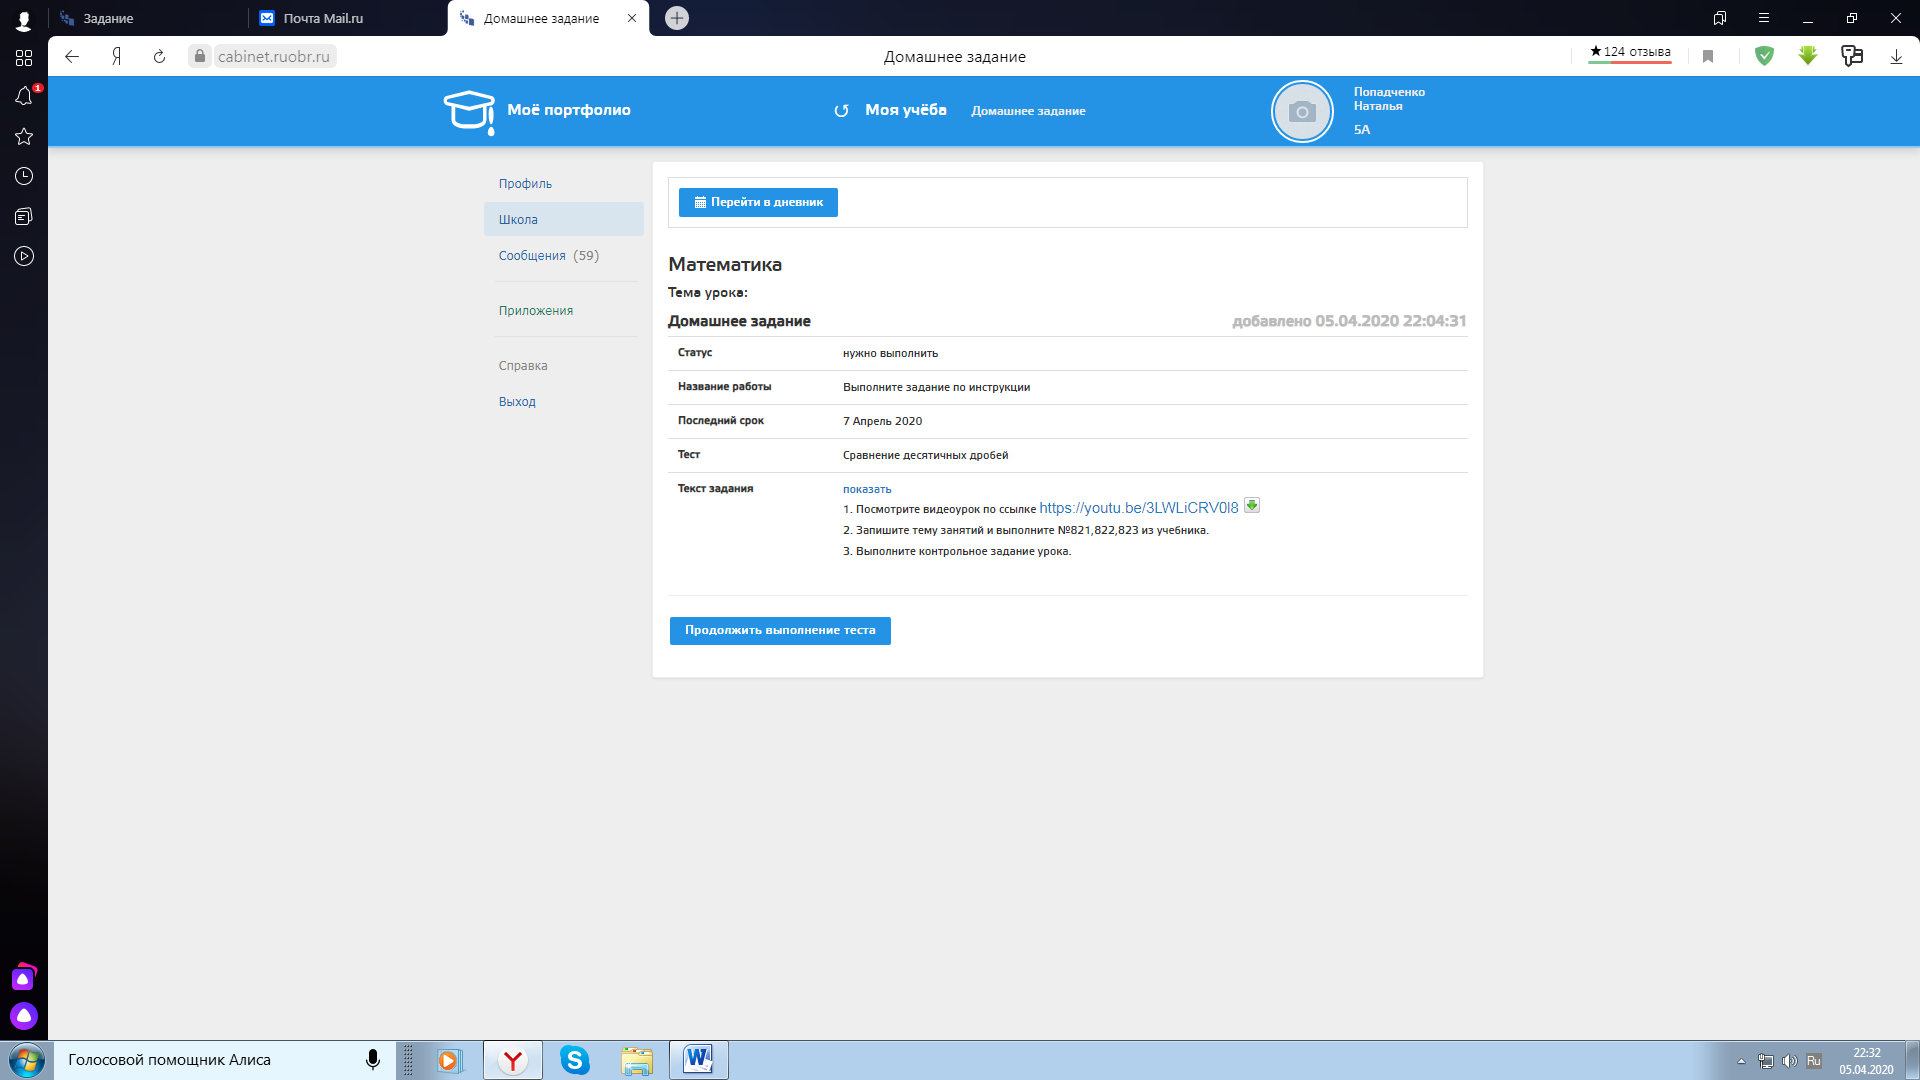 Задание
Почта Mail.ru
Домашнее задание
cabinet.ruobr.ru
Домашнее задание
★124 отзыва
1
Моё портфолио
Моя учёба
Домашнее задание
Попадченко
Наталья
5А
Профиль
Школа
Сообщения (59)
Приложения
Справка
Выход
Перейти в дневник
Математика
Тема урока:
Домашнее задание добавлено 05.04.2020 22:04:31
Статус нужно выполнить
Название работы Выполните задание по инструкции
Последний срок 7 Апрель 2020
Тест Сравнение десятичных дробей
Текст задания показать
1. Посмотрите видеоурок по ссылке https://youtu.be/3LWLiCRV0I8
2. Запишите тему занятий и выполните №821,822,823 из учебника.
3. Выполните контрольное задание урока.
Продолжить выполнение теста
Голосовой помощник Алиса
Ru
22:32
05.04.2020